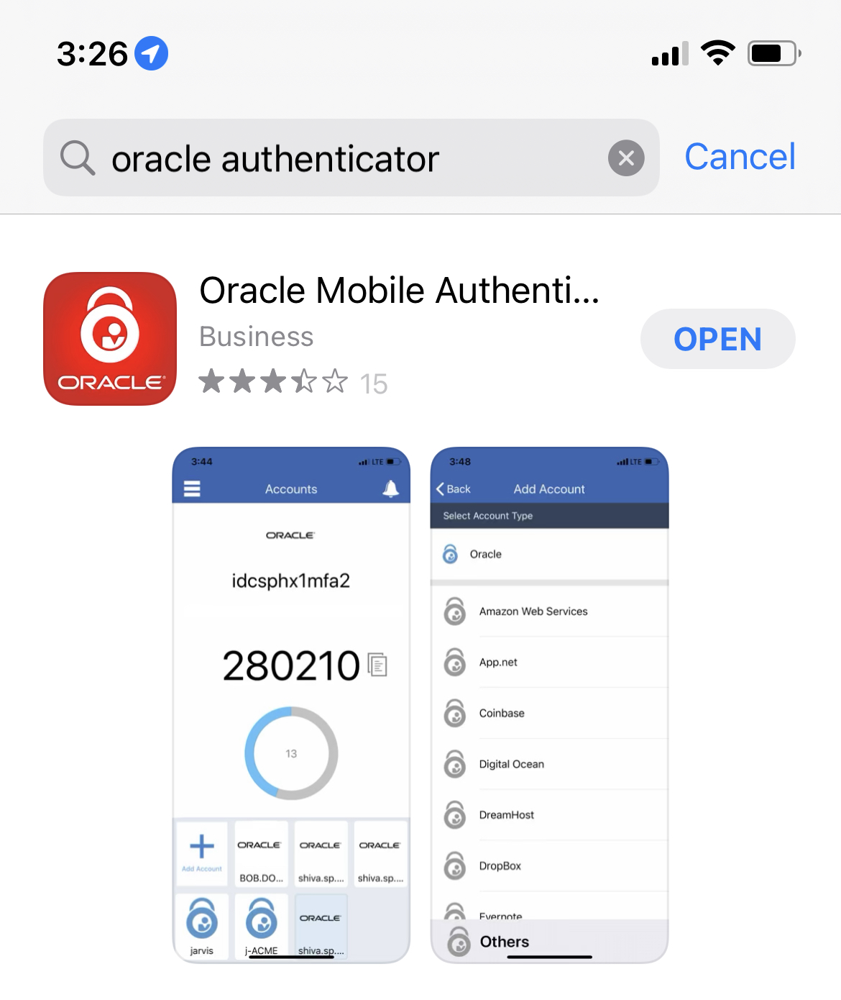 3:26
oracle authenticator
Cancel
ORACLE
Oracle Mobile Authenti...
Business
15
OPEN
3:44
LTE
Accounts
ORACLE
idcsphx1mfa2
280210
13
Add Account
ORACLE
BOB.DO...
ORACLE
shiva.sp....
ORACLE
shiva.sp....
jarvis
j-ACME
ORACLE
shiva.sp....
3:48
LTE
Back
Add Account
Select Account Type
Oracle
Amazon Web Services
App.net
Coinbase
Digital Ocean
DreamHost
DropBox
Evernote
Others